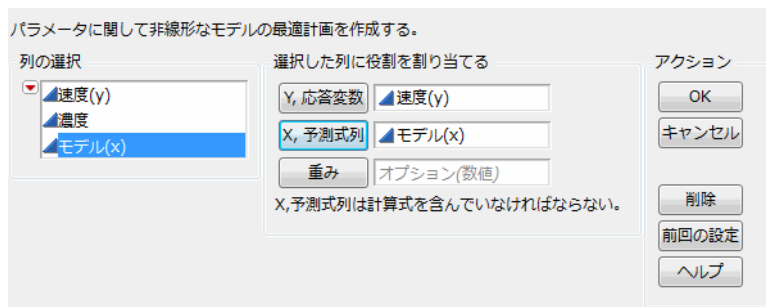 パラメータに関して非線形なモデルの最適計画を作成する。
列の選択
速度(y)
濃度
モデル(x)
選択した列に役割を割り当てる
Y, 応答変数 速度(y)
X, 予測式列 モデル(x)
重み オプション(数値)
X,予測式列は計算式を含んでいなければならない。
アクション
OK
キャンセル
削除
前回の設定
ヘルプ